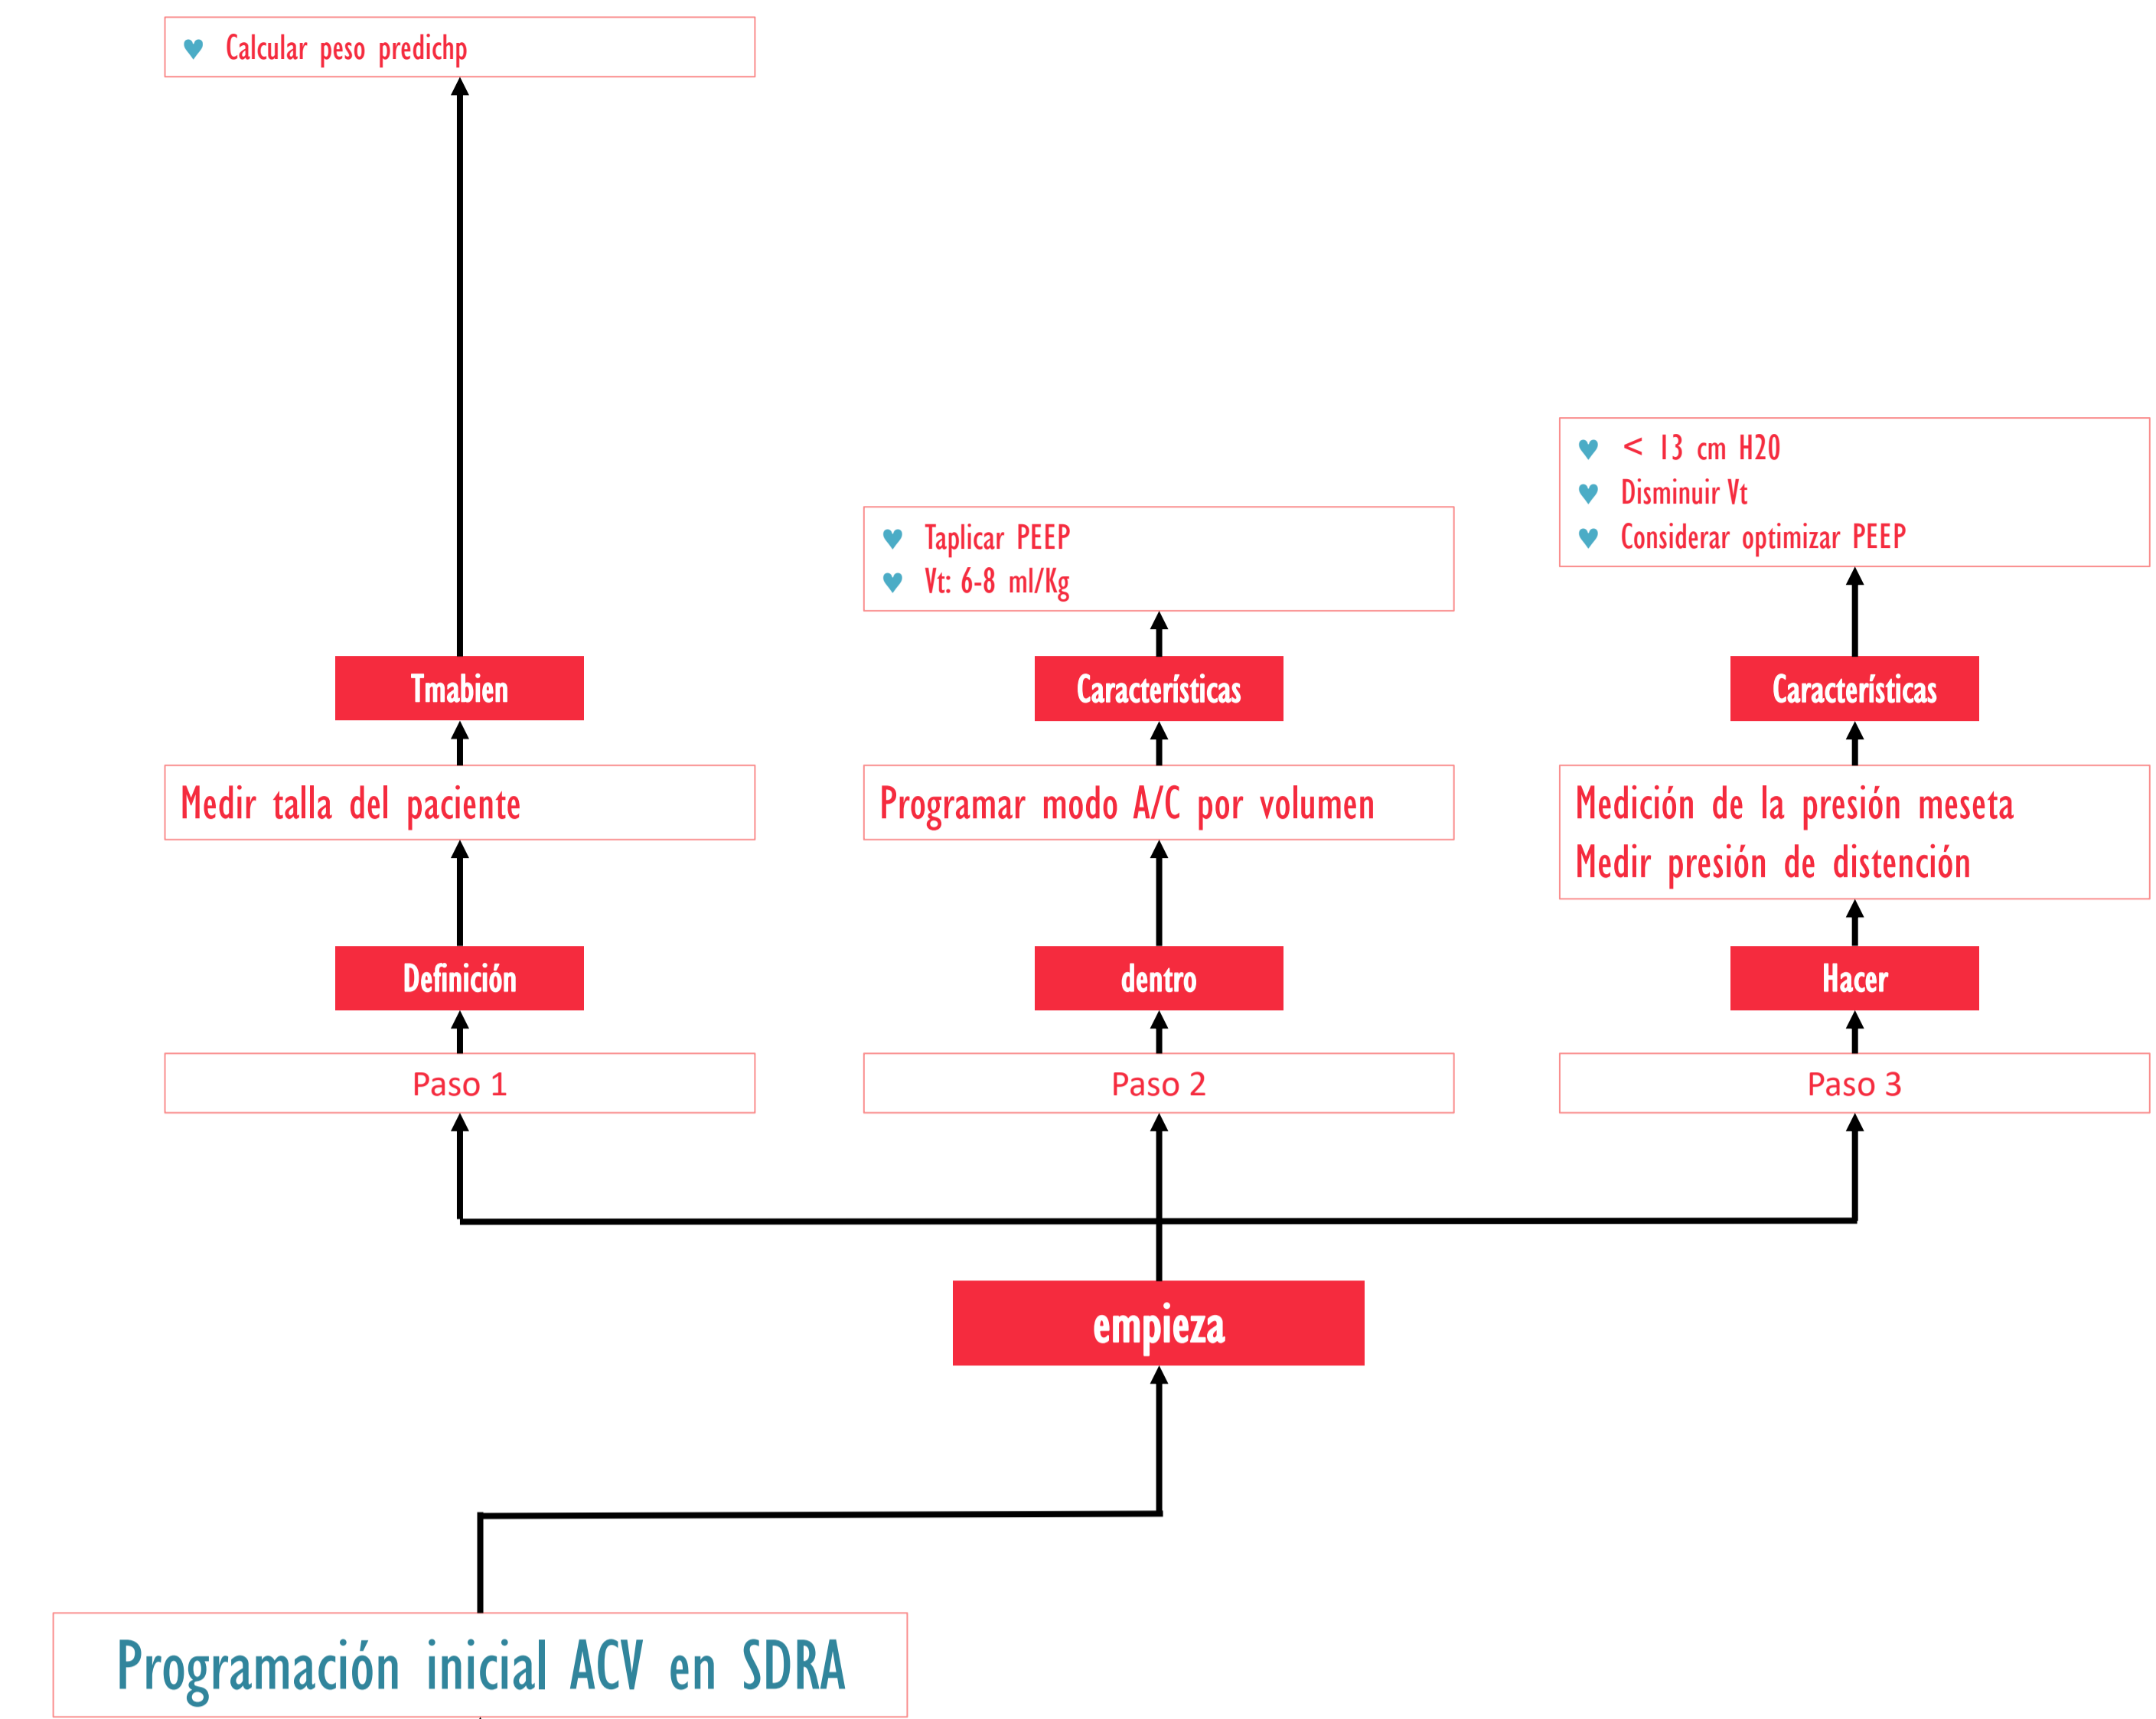 Calcular peso predichp
< 13 cm H20
Disminuir Vt
Considerar optimizar PEEP
Taplicar PEEP
Vt: 6-8 ml/Kg
Tmabien
Características
Características
Medir talla del paciente
Programar modo A/C por volumen
Medición de la presión meseta
Medir presión de distención
Definición
dentro
Hacer
Paso 1
Paso 2
Paso 3
empieza
Programación inicial ACV en SDRA